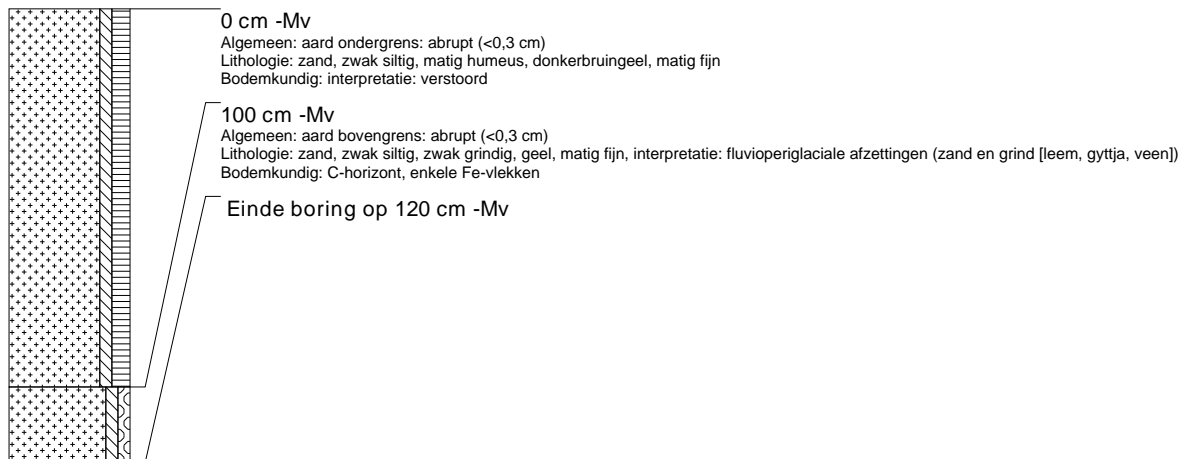 0 cm -Mv
Algemeen: aard ondergrens: abrupt (<0,3 cm)
Lithologie: zand, zwak siltig, matig humeus, donkerbruingeel, matig fijn
Bodemkundig: interpretatie: verstoord
100 cm -Mv
Algemeen: aard bovengrens: abrupt (<0,3 cm)
Lithologie: zand, zwak siltig, zwak grindig, geel, matig fijn, interpretatie: fluvioperiglaciale afzettingen (zand en grind [leem, gyttja, veen])
Bodemkundig: C-horizont, enkele Fe-vlekken
Einde boring op 120 cm -Mv